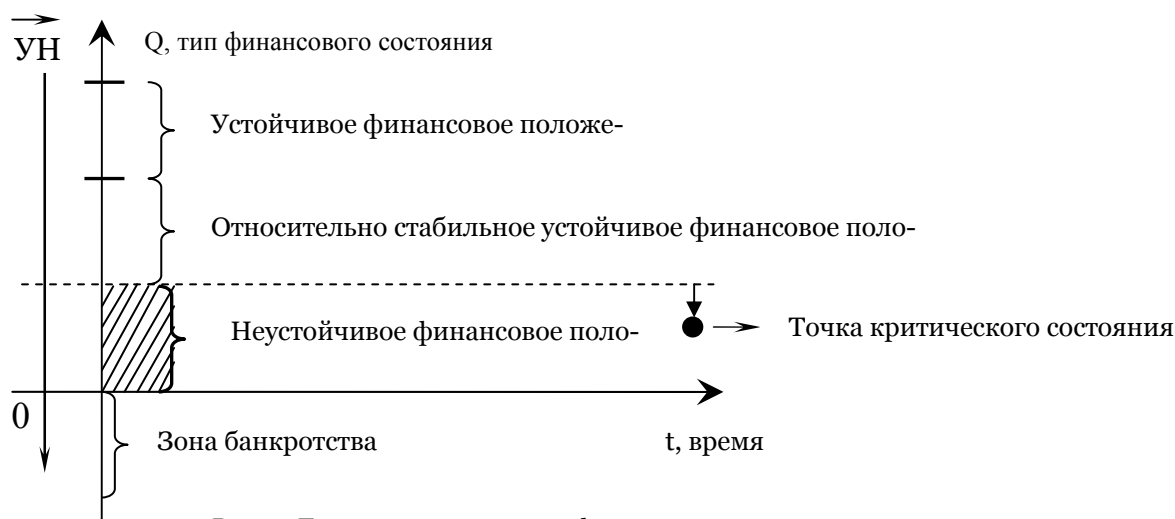 УН
Q, тип финансового состояния
Устойчивое финансовое положе-
Относительно стабильное устойчивое финансовое поло-
Неустойчивое финансовое поло-
Точка критического состояния
0
Зона банкротства
t, время